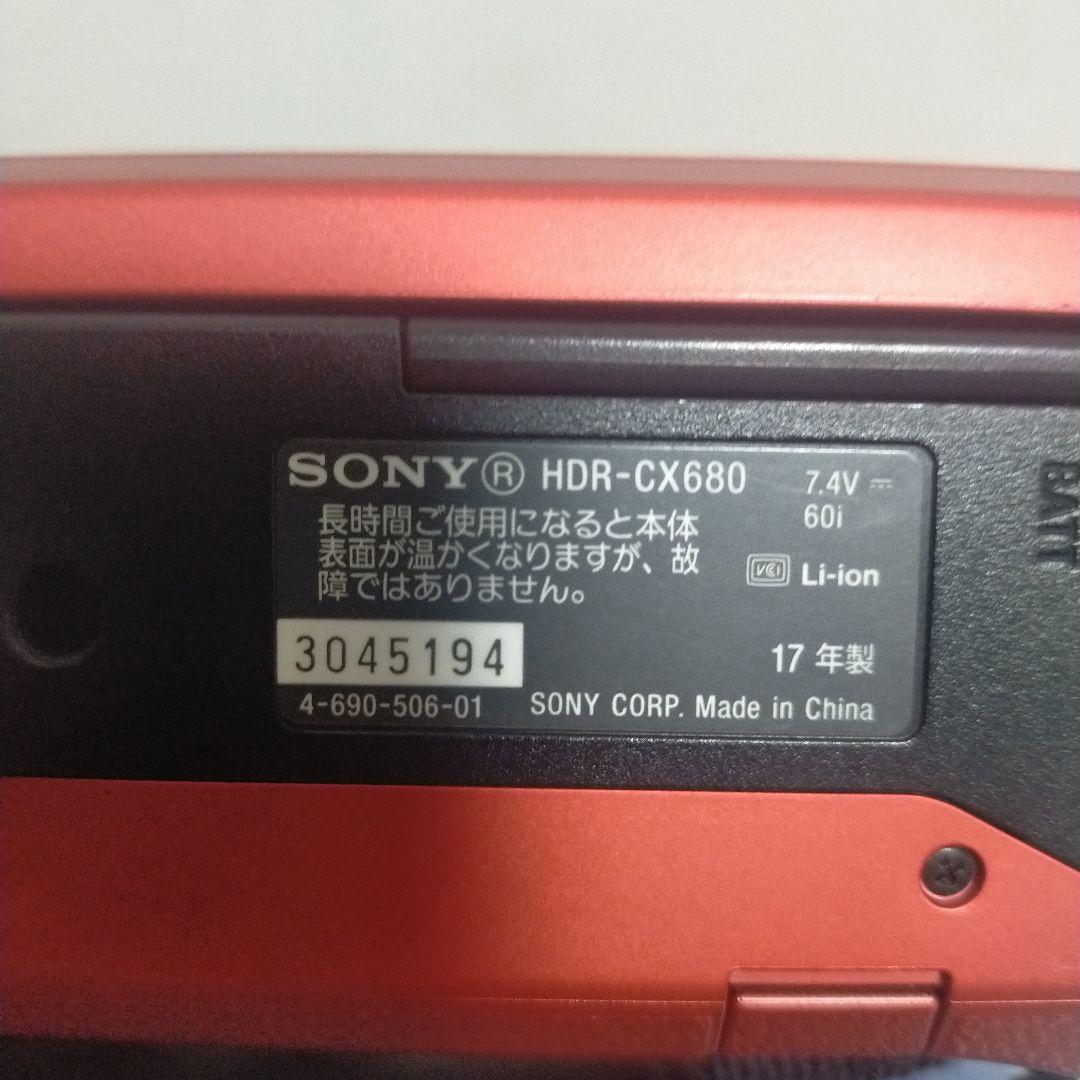 SONY® HDR-CX680
7.4V ⎓
60i
長時間ご使用になると本体
表面が温かくなりますが、故
障ではありません。
VCI Li-ion
3045194
17 年製
4-690-506-01 SONY CORP. Made in China
BATT